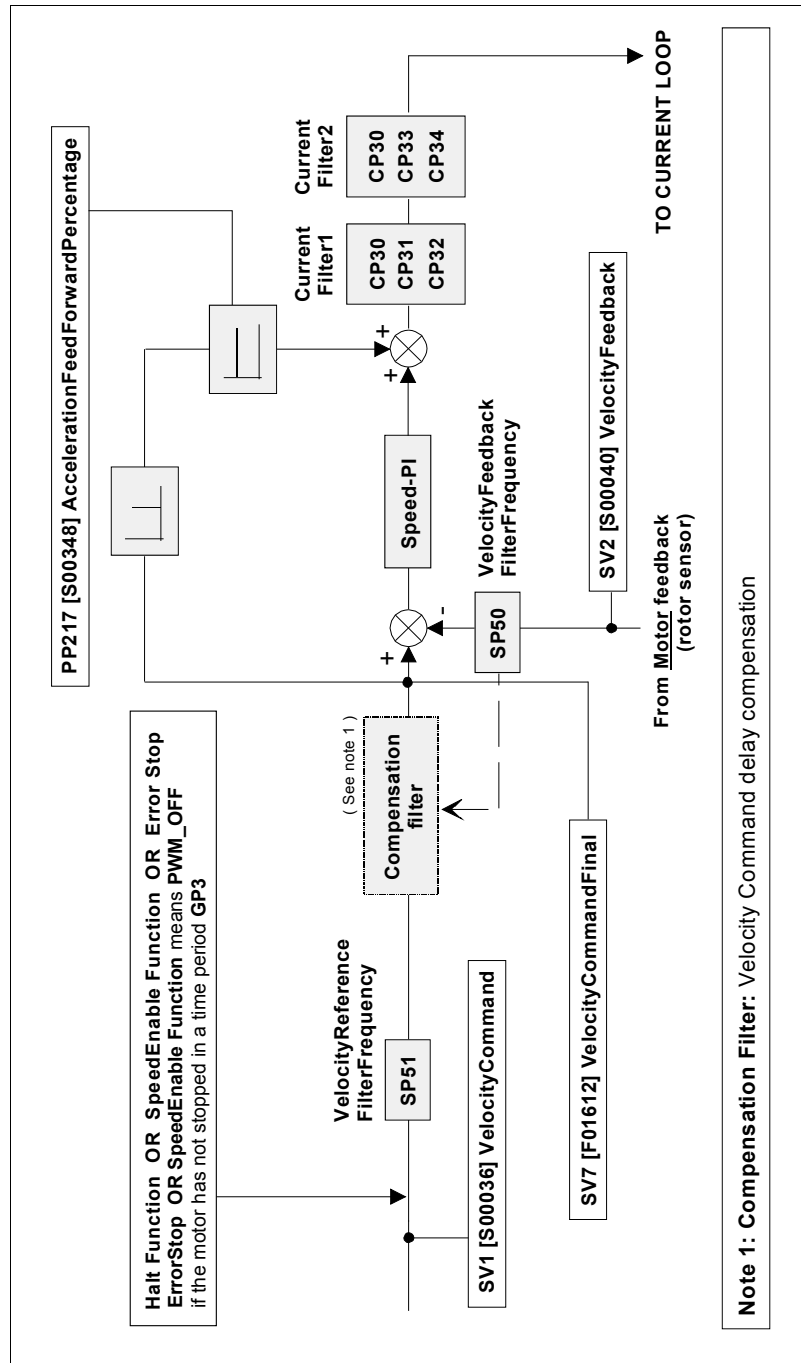 Halt Function OR SpeedEnable Function OR Error Stop
ErrorStop OR SpeedEnable Function means PWM_OFF
if the motor has not stopped in a time period GP3
PP217 [S00348] AccelerationFeedForwardPercentage
VelocityReference
FilterFrequency
SP51
( See note 1 )
Compensation
filter
+
-
Speed-PI
+
+
Current
Filter1
CP30
CP31
CP32
Current
Filter2
CP30
CP33
CP34
VelocityFeedback
FilterFrequency
SP50
SV1 [S00036] VelocityCommand
SV7 [F01612] VelocityCommandFinal
From Motor feedback
(rotor sensor)
SV2 [S00040] VelocityFeedback
TO CURRENT LOOP
Note 1: Compensation Filter: Velocity Command delay compensation